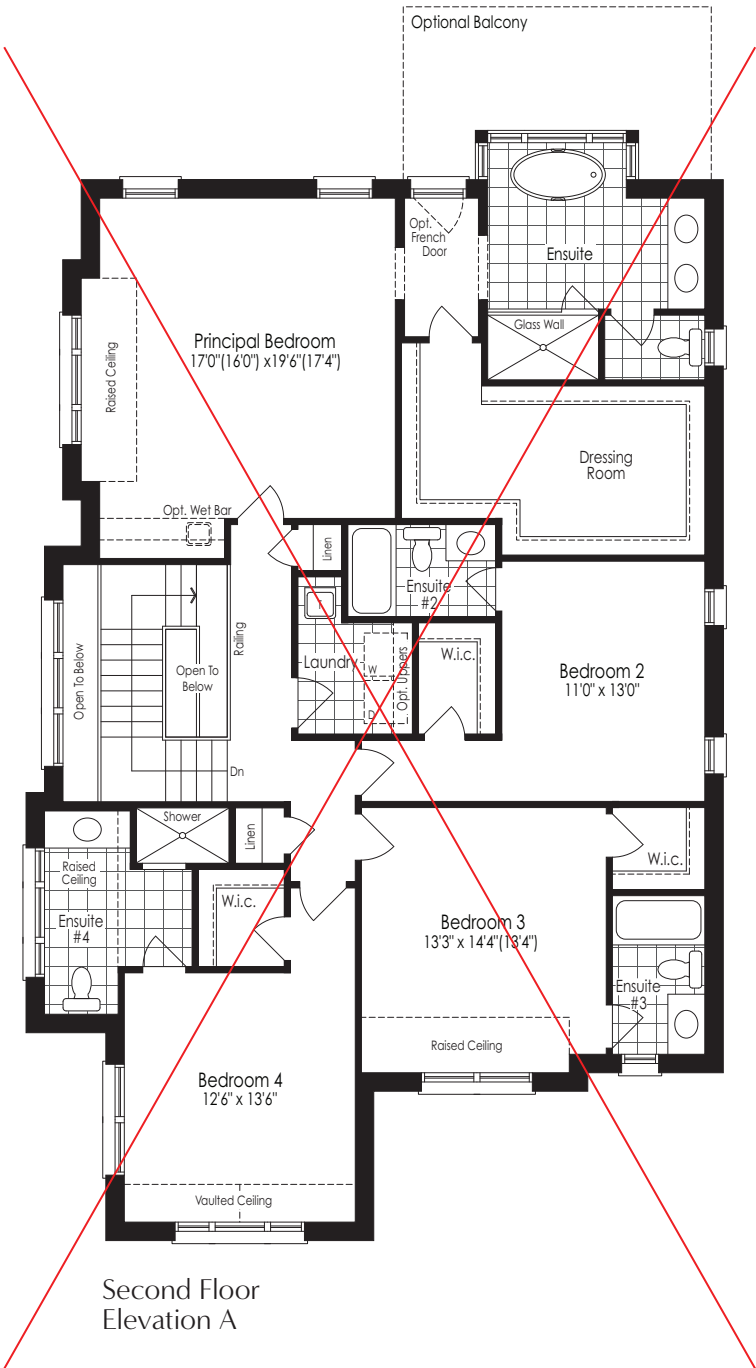 Optional Balcony
Opt.
French
Door
Ensuite
Glass Wall
Principal Bedroom
17'0"(16'0") x19'6"(17'4")
Raised Ceiling
Dressing
Room
Opt. Wet Bar
Linen
Ensuite
#2
T
Laundry
W
D
Opt. Uppers
W.i.c.
Bedroom 2
11'0" x 13'0"
Open To Below
Open To
Below
Railing
Dn
Shower
Linen
Raised
Ceiling
Ensuite
#4
W.i.c.
W.i.c.
Bedroom 3
13'3" x 14'4"(13'4")
Ensuite
#3
Raised Ceiling
Bedroom 4
12'6" x 13'6"
Vaulted Ceiling
Second Floor
Elevation A